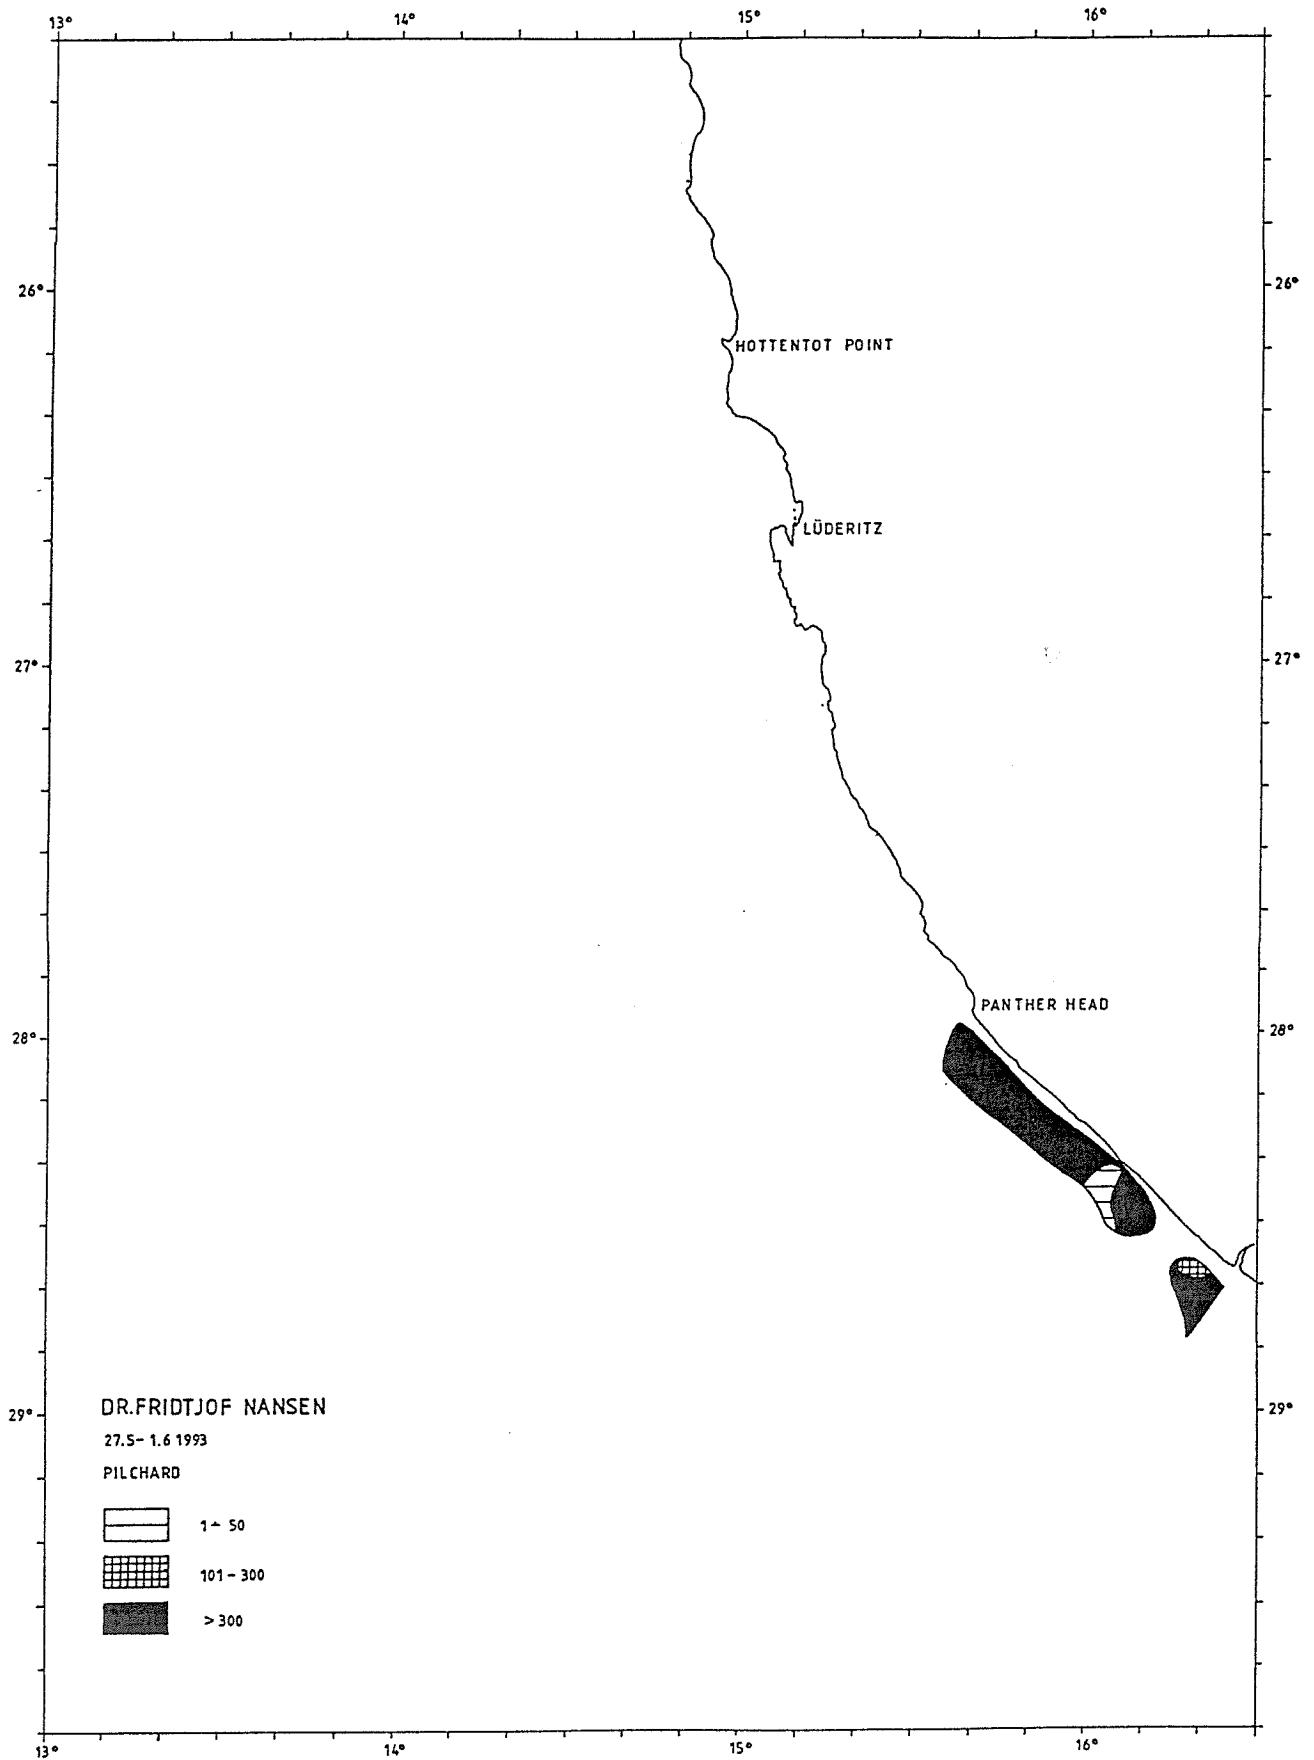 13° 14° 15° 16°
26° 26°
HOTTENTOT POINT
LÜDERITZ
27° 27°
PANTHER HEAD
28° 28°
DR.FRIDTJOF NANSEN
29° 29°
27.5-1.6 1993
PILCHARD
1-50
101-300
>300
13° 14° 15° 16°